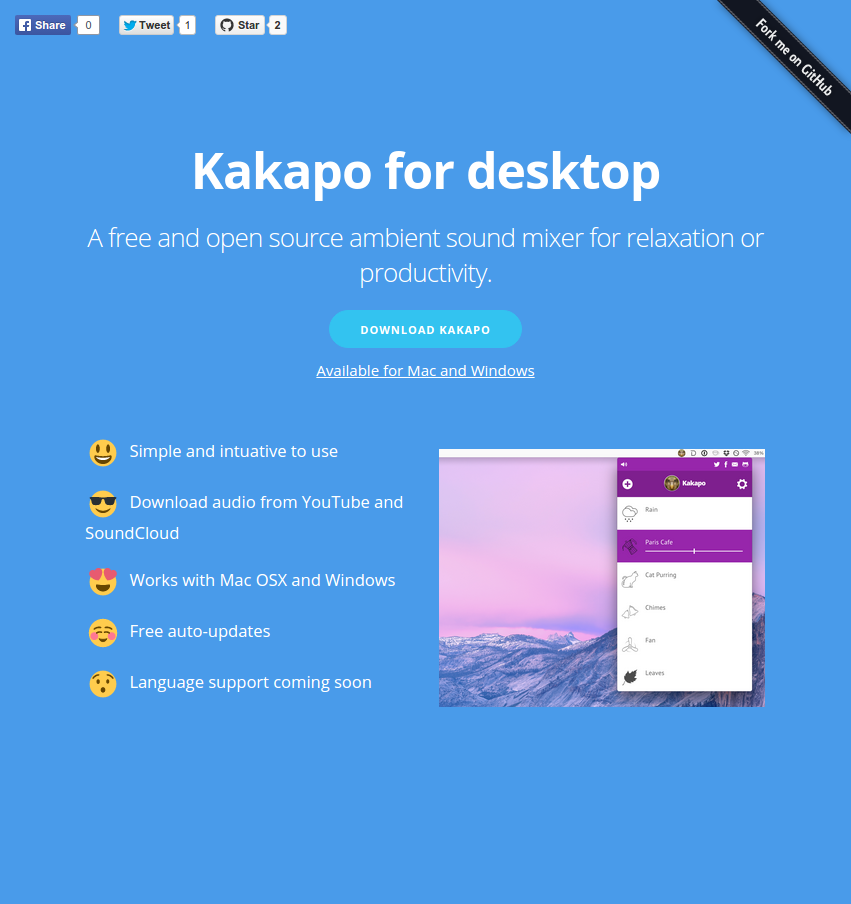 Share 0 Tweet 1 Star 2
Fork me on GitHub
Kakapo for desktop
A free and open source ambient sound mixer for relaxation or
productivity.
DOWNLOAD KAKAPO
Available for Mac and Windows
Simple and intuative to use
Download audio from YouTube and
SoundCloud
Works with Mac OSX and Windows
Free auto-updates
Language support coming soon
38%
Kakapo
Rain
Paris Cafe
Cat Purring
Chimes
Fan
Leaves